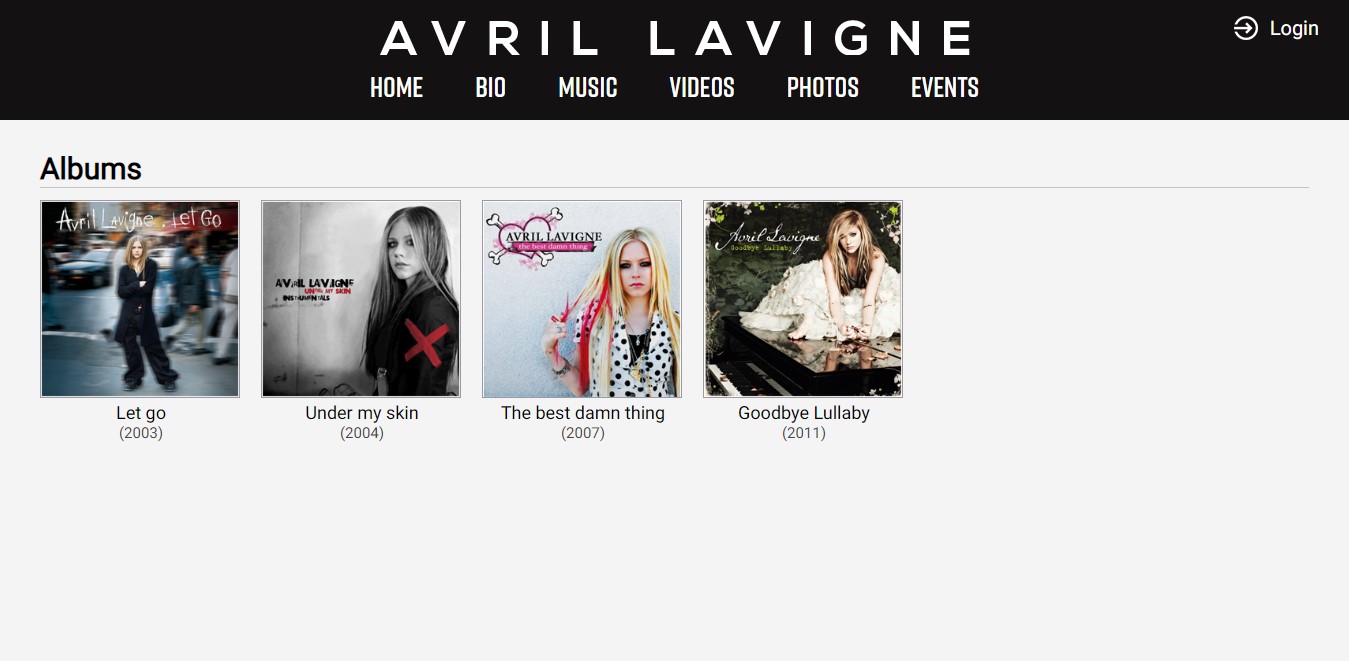 AVRIL LAVIGNE
Login
HOME BIO MUSIC VIDEOS PHOTOS EVENTS
Albums
Avril Lavigne . Let Go
AVRIL LAVIGNE
UNDER MY SKIN
INSTRUMENTALS
AVRIL LAVIGNE
the best damn thing
Avril Lavigne
Goodbye Lullaby
Let go
(2003)
Under my skin
(2004)
The best damn thing
(2007)
Goodbye Lullaby
(2011)